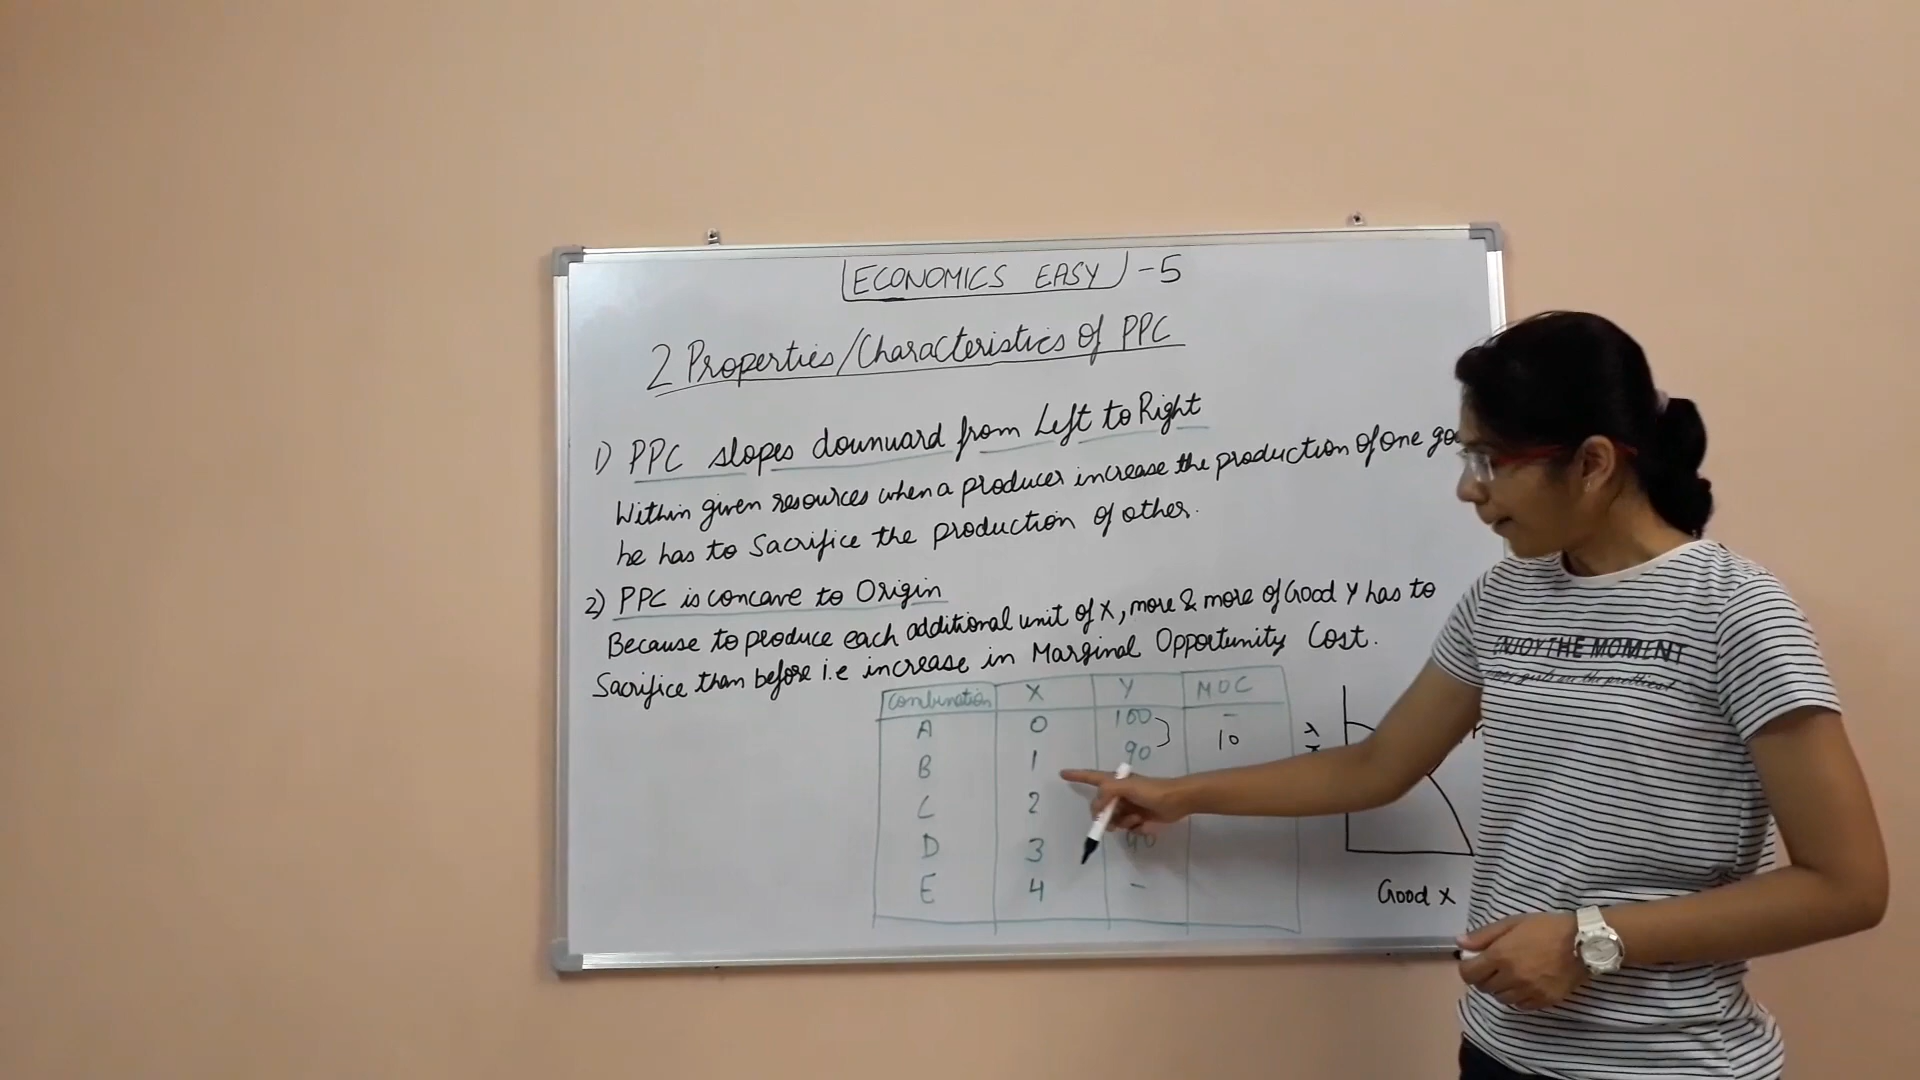 ECONOMICS EASY -5
2 Properties/Characteristics of PPC
1) PPC slopes downward from Left to Right
Within given resources when a producer increase the production of one
he has to Sacrifice the production of other.
2) PPC is concave to Origin
Because to produce each additional unit of X, more & more of Good Y has to
Sacrifice than before i.e increase in Marginal Opportunity Cost.
Combination X Y MOC
A 0 100 -
B 1 90 10
C 2
D 3
E 4 -
Good X
ENJOY THE MOMENT